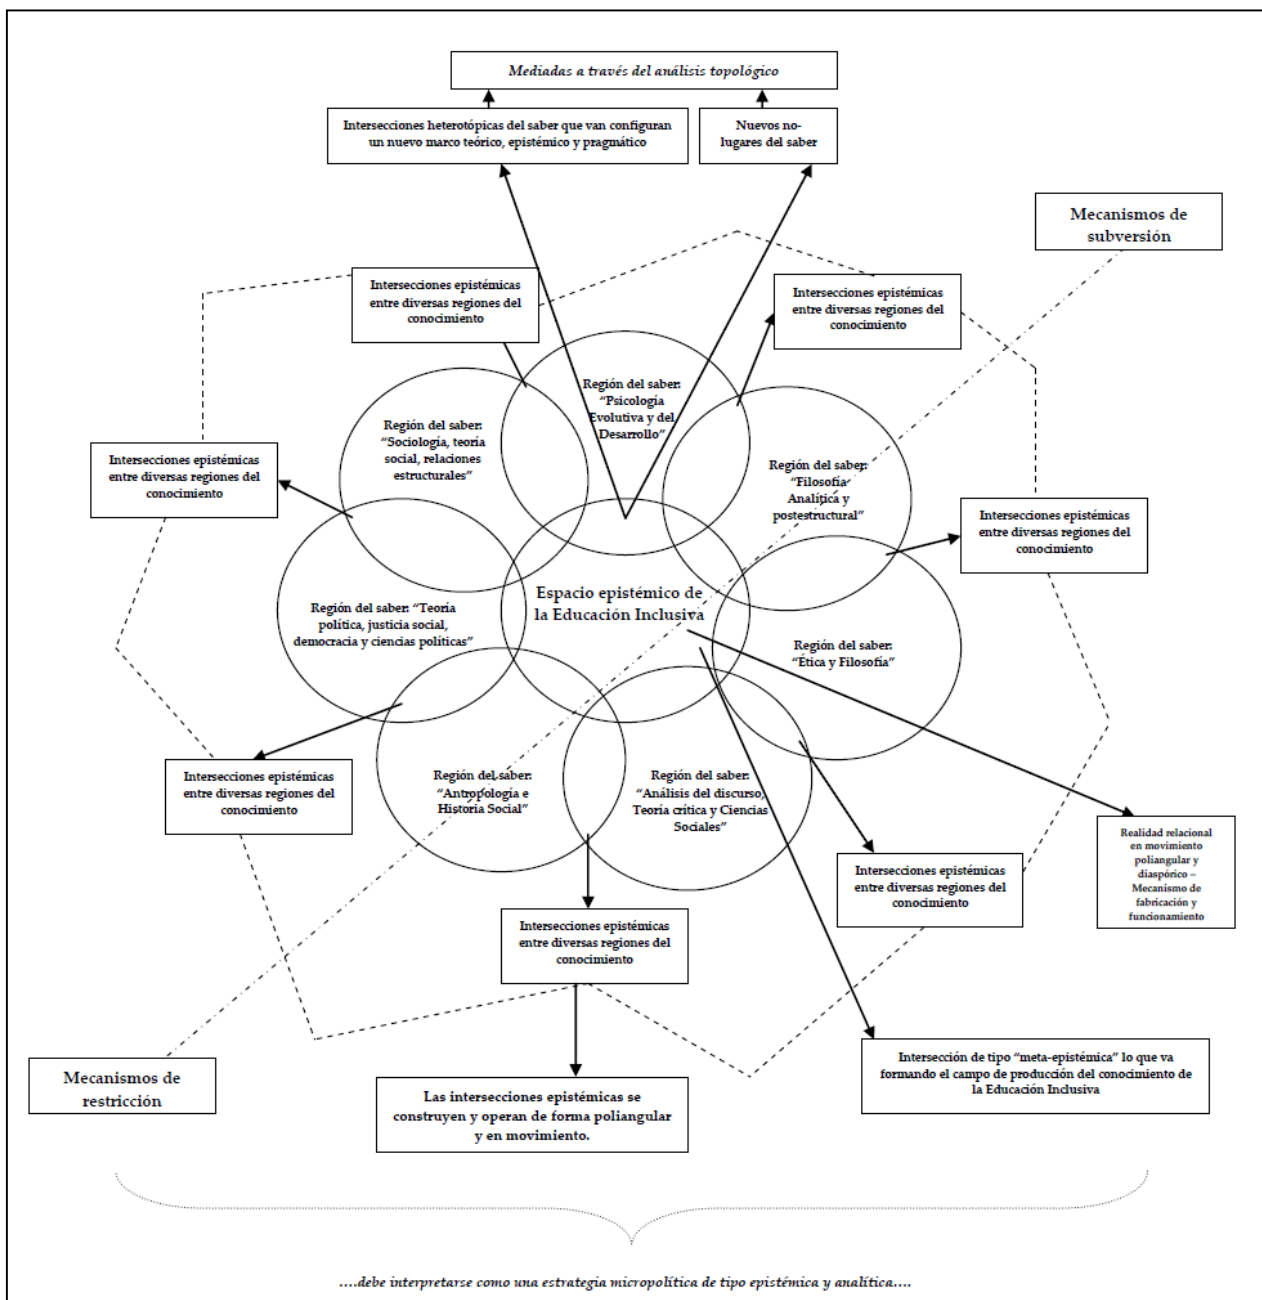 Mediadas a través del análisis topológico
Intersecciones heterotópicas del saber que van configuran
un nuevo marco teórico, epistémico y pragmático
Nuevos no-
lugares del saber
Mecanismos de
subversión
Intersecciones epistémicas
entre diversas regiones del
conocimiento
Intersecciones epistémicas
entre diversas regiones del
conocimiento
Región del saber:
“Psicología
Evolutiva y del
Desarrollo”
Región del saber:
“Sociología, teoría
social, relaciones
estructurales”
Intersecciones epistémicas
entre diversas regiones del
conocimiento
Región del saber:
“Filosofía
Analítica y
postestructural”
Intersecciones epistémicas
entre diversas regiones del
conocimiento
Espacio epistémico de
la Educación Inclusiva
Región del saber: “Teoría
política, justicia social,
democracia y ciencias políticas”
Región del saber:
“Ética y Filosofía”
Intersecciones epistémicas
entre diversas regiones del
conocimiento
Región del saber:
“Antropología e
Historia Social”
Región del saber:
“Análisis del discurso,
Teoría crítica y Ciencias
Sociales”
Realidad relacional
en movimiento
poliangular y
diaspórico –
Mecanismo de
fabricación y
funcionamiento
Intersecciones epistémicas
entre diversas regiones del
conocimiento
Intersecciones epistémicas
entre diversas regiones del
conocimiento
Mecanismos de
restricción
Intersección de tipo “meta-epistémica” lo que va
formando el campo de producción del conocimiento de
la Educación Inclusiva
Las intersecciones epistémicas se
construyen y operan de forma poliangular
y en movimiento.
….debe interpretarse como una estrategia micropolítica de tipo epistémica y analítica….